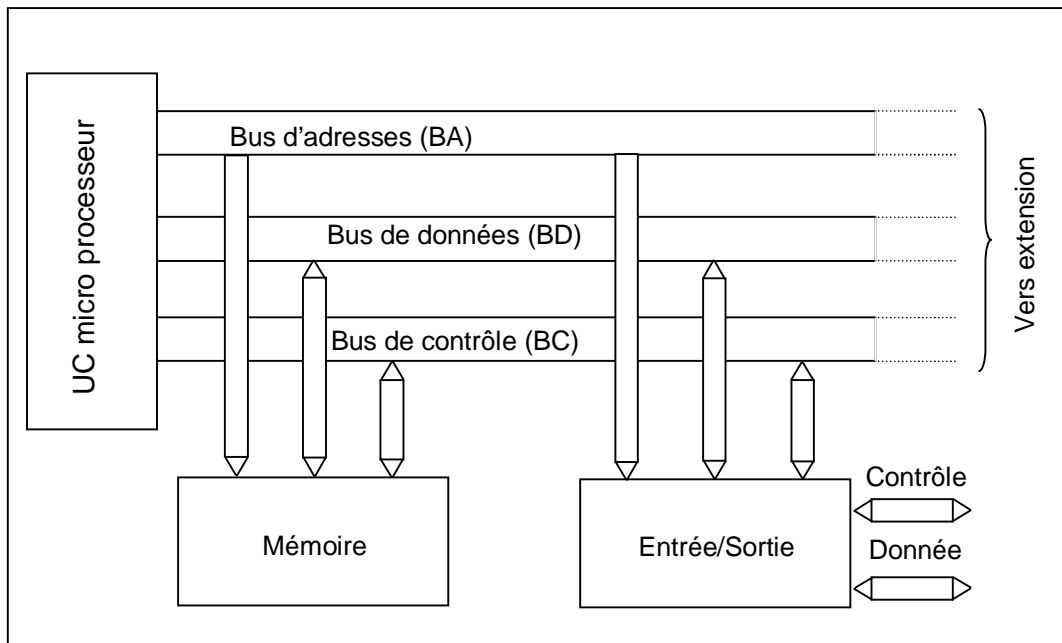 UC micro processeur
Bus d'adresses (BA)
Bus de données (BD)
Bus de contrôle (BC)
Vers extension
Mémoire
Entrée/Sortie
Contrôle
Donnée